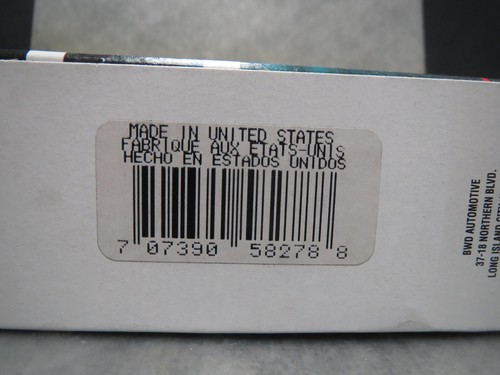 MADE IN UNITED STATES
FABRIQUE AUX ETATS-UNIS
HECHO EN ESTADOS UNIDOS
7 07390 58278 8
BWD AUTOMOTIVE
37-18 NORTHERN BLVD.
LONG ISLAND